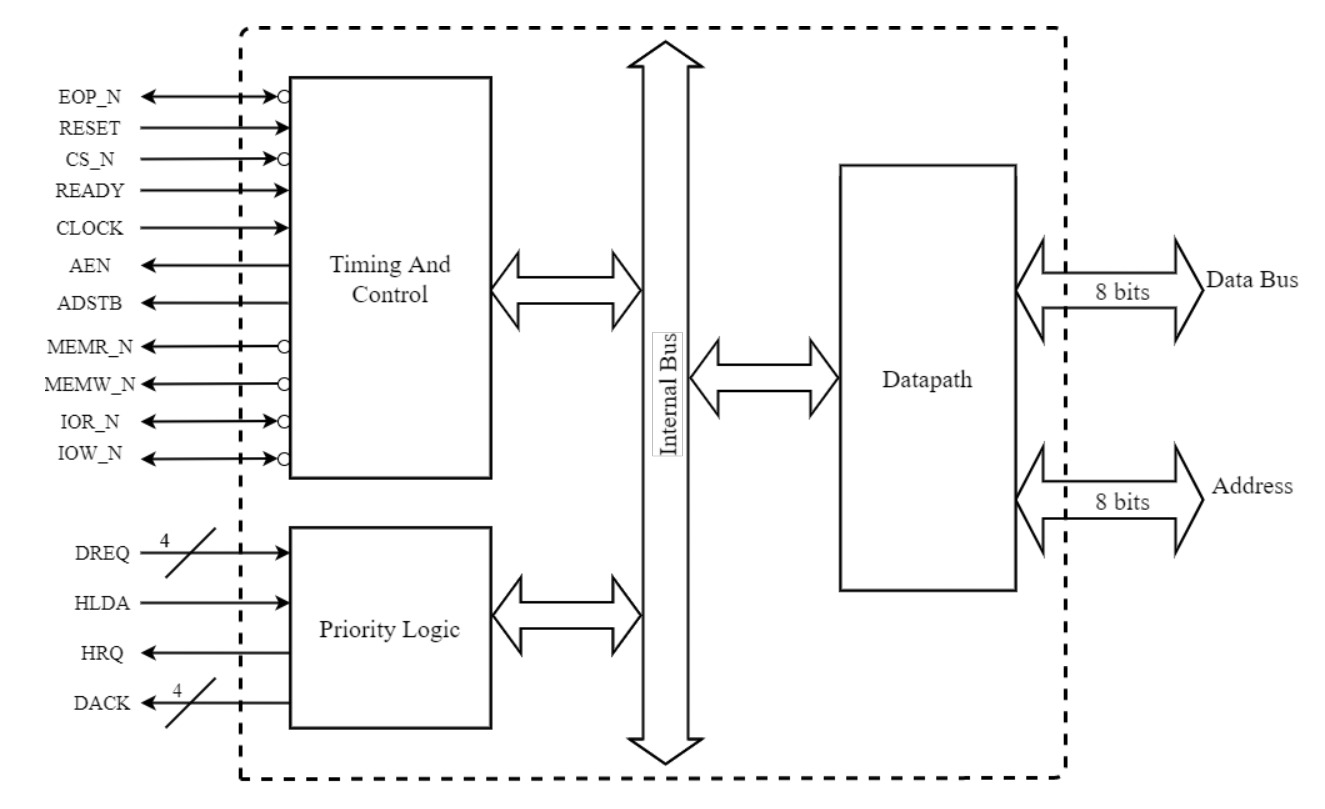 EOP_N
RESET
CS_N
READY
CLOCK
AEN
ADSTB
MEMR_N
MEMW_N
IOR_N
IOW_N
Timing And
Control
DREQ
4
HLDA
HRQ
DACK
4
Priority Logic
Internal Bus
Datapath
8 bits
Data Bus
8 bits
Address